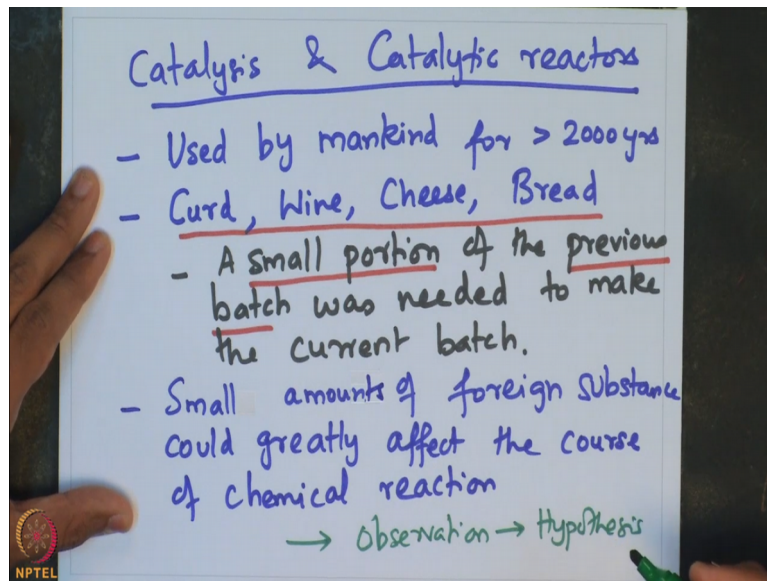 Catalysis & Catalytic reactors
- Used by mankind for > 2000 yrs
- Curd, Wine, Cheese, Bread
- A small portion of the previous
batch was needed to make
the current batch.
- Small amounts of foreign substance
could greatly affect the course
of chemical reaction
→ Observation → Hypothesis
NPTEL